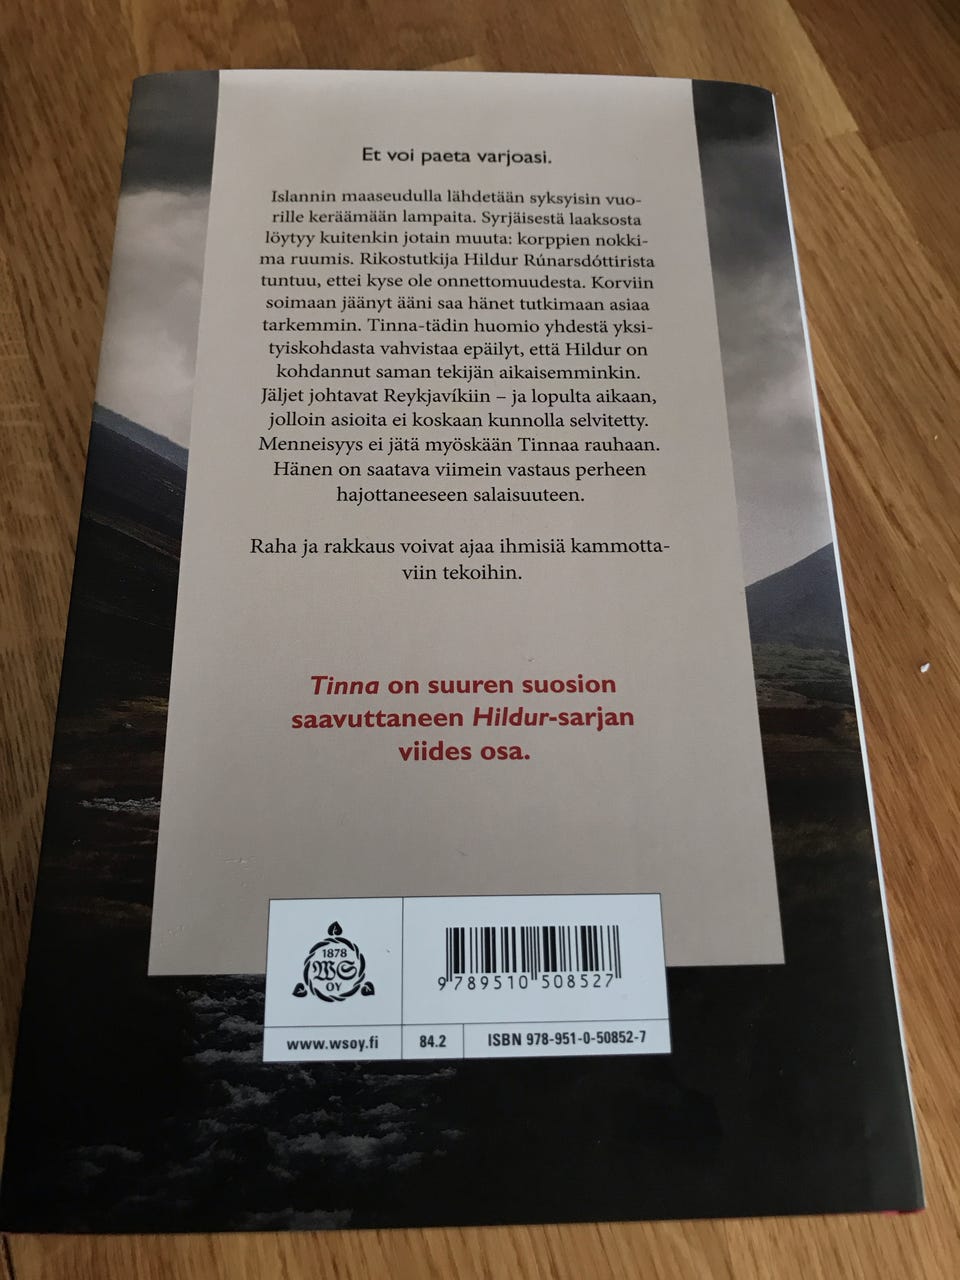 Et voi paeta varjoasi.
Islannin maaseudulla lähdetään syksyisin vuo-
rille keräämään lampaita. Syrjäisestä laaksosta
löytyy kuitenkin jotain muuta: korppien nokki-
ma ruumis. Rikostutkija Hildur Rúnarsdóttirista
tuntuu, ettei kyse ole onnettomuudesta. Korviin
soimaan jäänyt ääni saa hänet tutkimaan asiaa
tarkemmin. Tinna-tädin huomio yhdestä yksi-
tyiskohdasta vahvistaa epäilyt, että Hildur on
kohdannut saman tekijän aikaisemminkin.
Jäljet johtavat Reykjavíkiin – ja lopulta aikaan,
jolloin asioita ei koskaan kunnolla selvitetty.
Menneisyys ei jätä myöskään Tinnaa rauhaan.
Hänen on saatava viimein vastaus perheen
hajottaneeseen salaisuuteen.
Raha ja rakkaus voivat ajaa ihmisiä kammotta-
viin tekoihin.
Tinna on suuren suosion
saavuttaneen Hildur-sarjan
viides osa.
1878
WS
OY
9 789510 508527
www.wsoy.fi
84.2
ISBN 978-951-0-50852-7